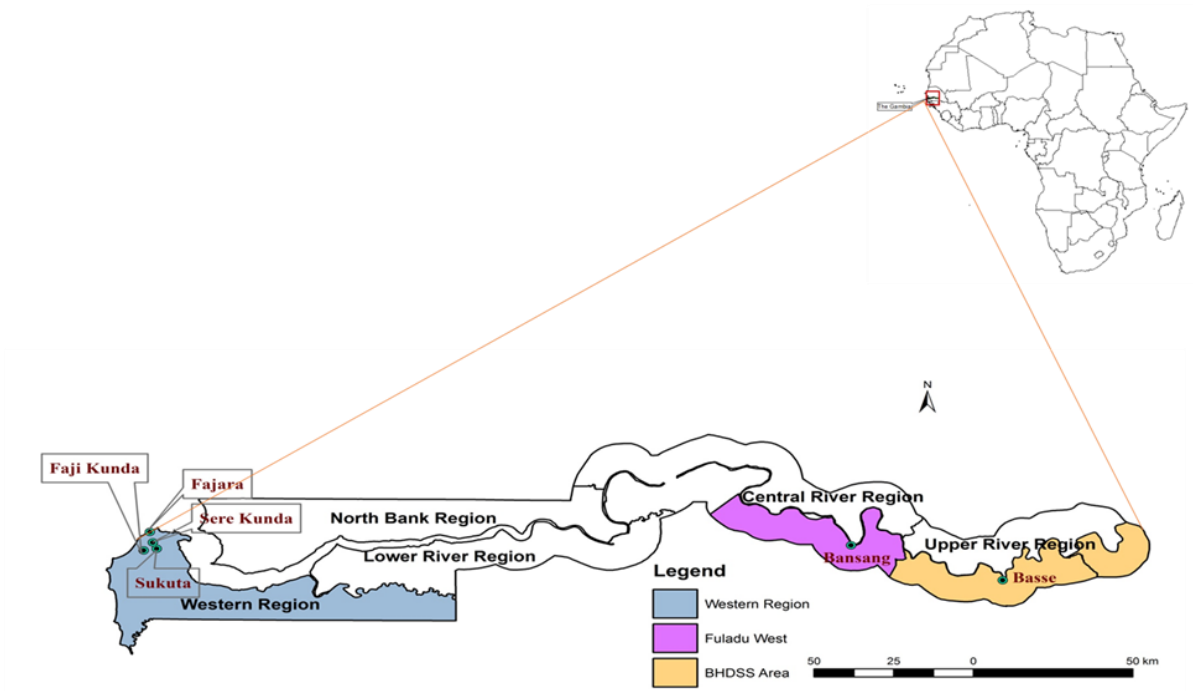 The Gambia
N
Faji Kunda
Fajara
Sere Kunda
North Bank Region
Central River Region
Lower River Region
Upper River Region
Bansang
Basse
Sukuta
Western Region
Legend
Western Region
Fuladu West
BHDSS Area
50 25 0 50 km